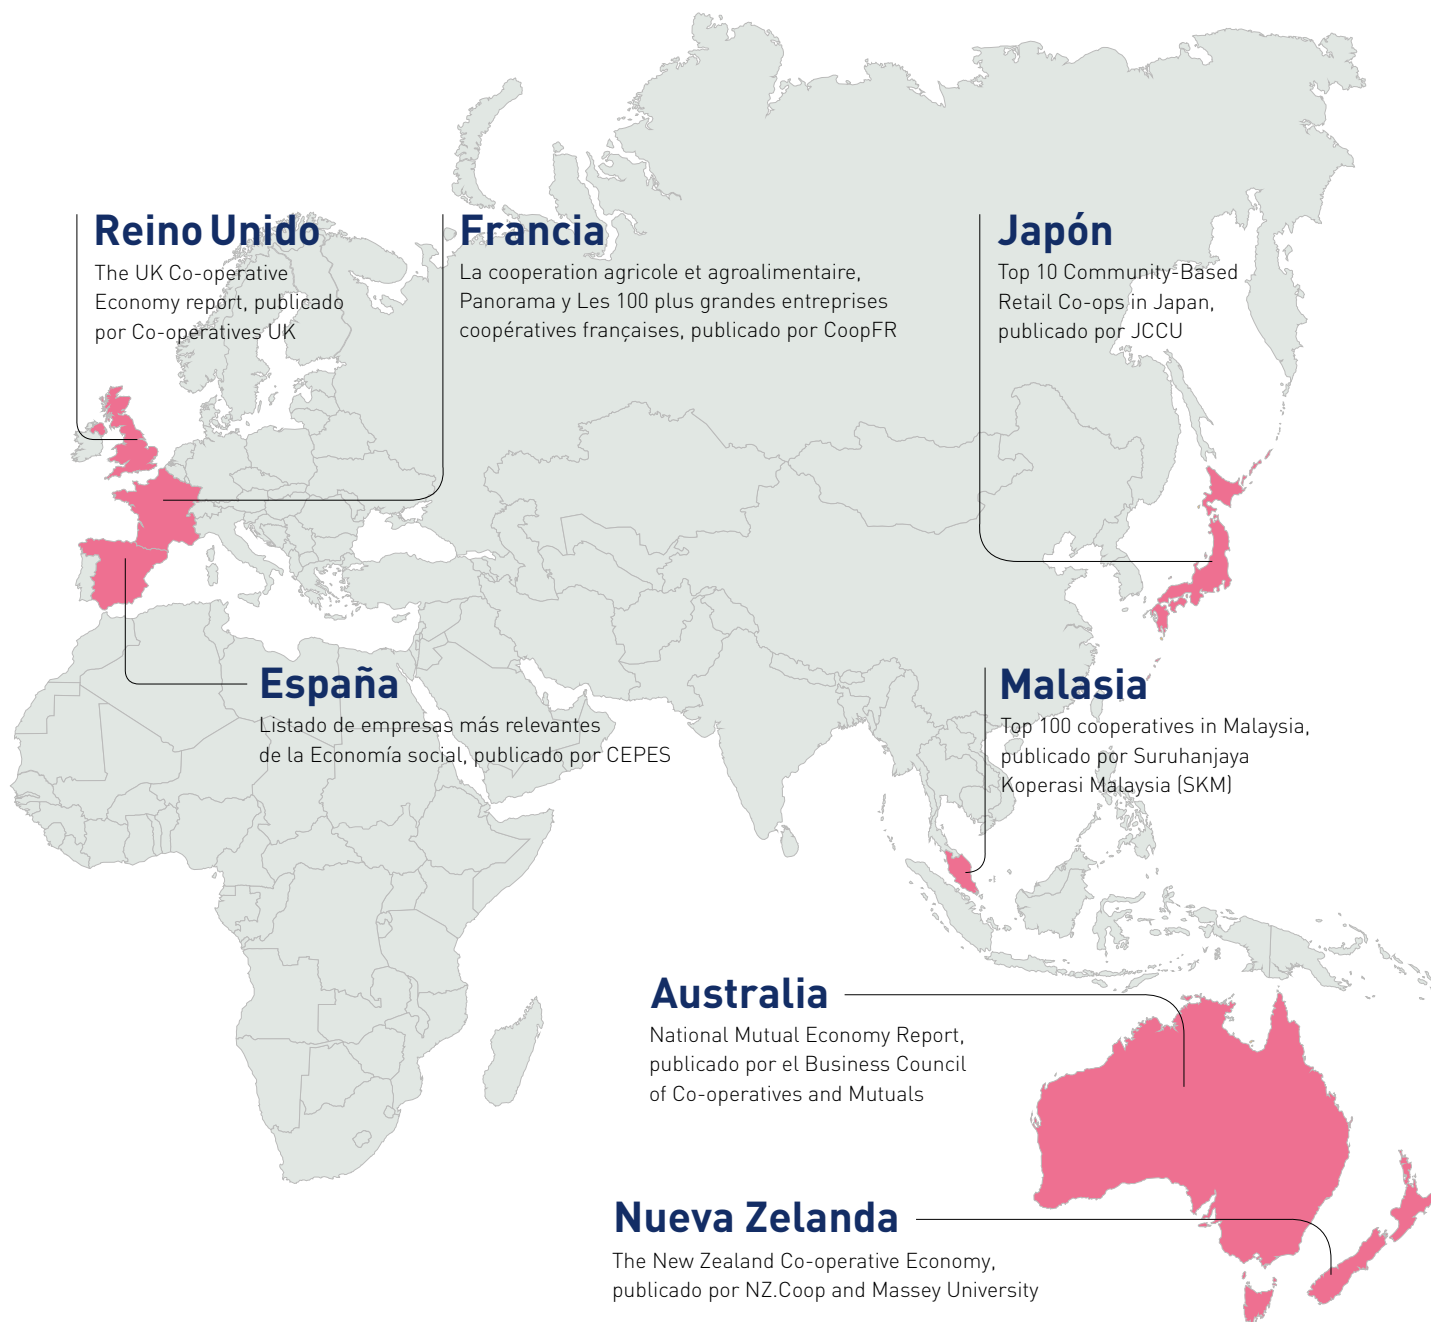 Reino Unido
The UK Co-operative
Economy report, publicado
por Co-operatives UK
Francia
La cooperation agricole et agroalimentaire,
Panorama y Les 100 plus grandes entreprises
coopératives françaises, publicado por CoopFR
Japón
Top 10 Community-Based
Retail Co-ops in Japan,
publicado por JCCU
España
Listado de empresas más relevantes
de la Economía social, publicado por CEPES
Malasia
Top 100 cooperatives in Malaysia,
publicado por Suruhanjaya
Koperasi Malaysia (SKM)
Australia
National Mutual Economy Report,
publicado por el Business Council
of Co-operatives and Mutuals
Nueva Zelanda
The New Zealand Co-operative Economy,
publicado por NZ.Coop and Massey University